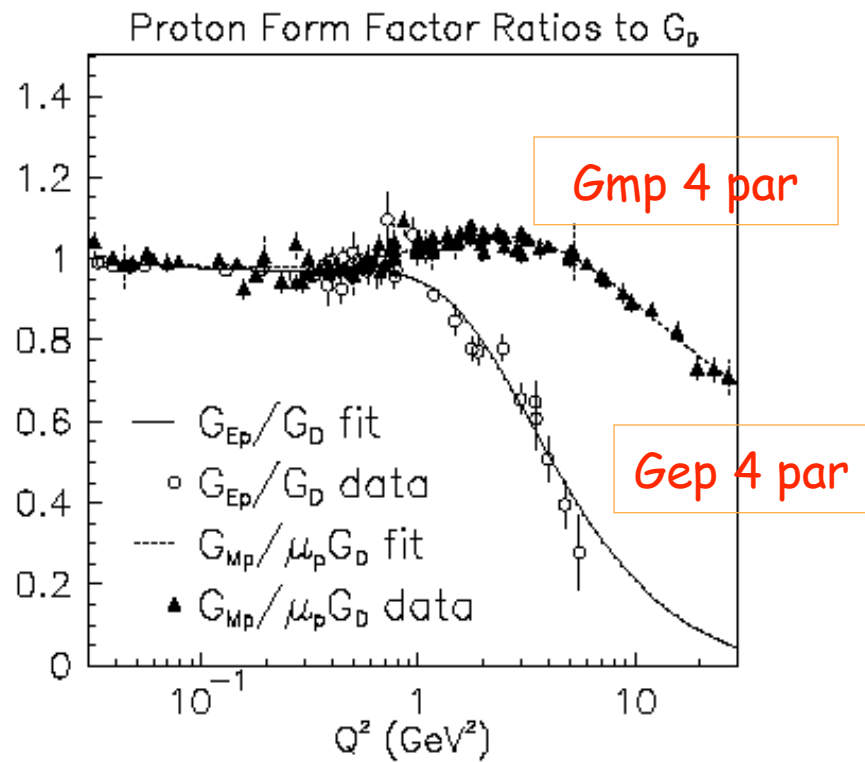 Proton Form Factor Ratios to G_D
1.4
1.2
1
0.8
0.6
0.4
0.2
0
Gmp 4 par
Gep 4 par
G_Ep/G_D fit
G_Ep/G_D data
G_Mp/μ_pG_D fit
G_Mp/μ_pG_D data
10⁻¹ 1 10
Q² (GeV²)